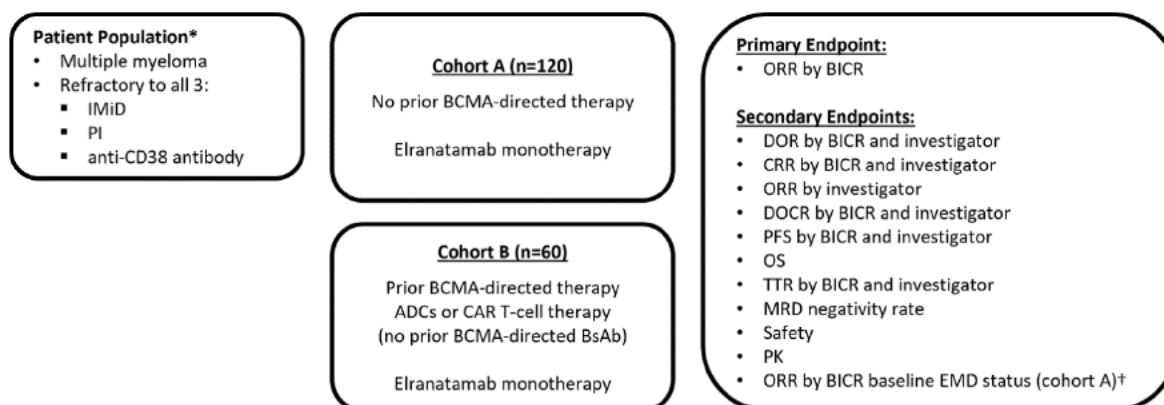 Patient Population*
• Multiple myeloma
• Refractory to all 3:
▪ IMiD
▪ PI
▪ anti-CD38 antibody
Cohort A (n=120)
No prior BCMA-directed therapy
Elranatamab monotherapy
Cohort B (n=60)
Prior BCMA-directed therapy
ADCs or CAR T-cell therapy
(no prior BCMA-directed BsAb)
Elranatamab monotherapy
Primary Endpoint:
• ORR by BICR
Secondary Endpoints:
• DOR by BICR and investigator
• CRR by BICR and investigator
• ORR by investigator
• DOCR by BICR and investigator
• PFS by BICR and investigator
• OS
• TTR by BICR and investigator
• MRD negativity rate
• Safety
• PK
• ORR by BICR baseline EMD status (cohort A)†